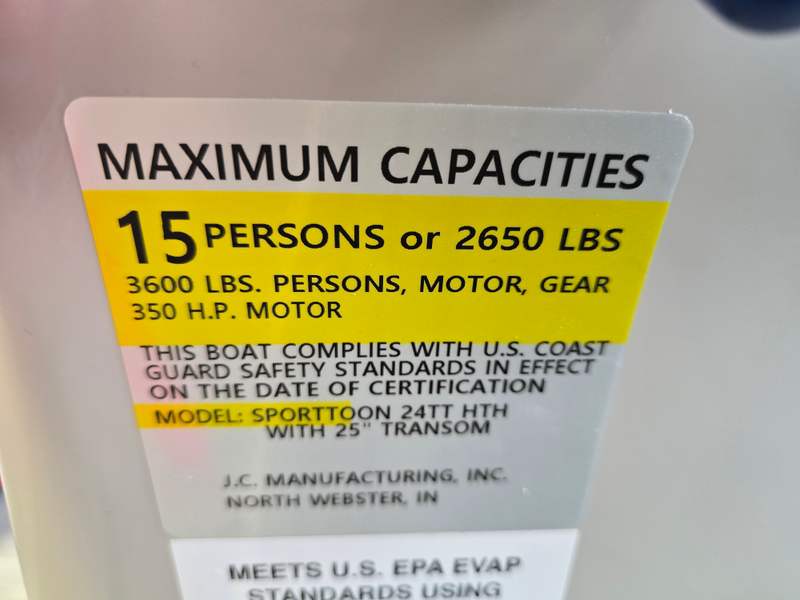 MAXIMUM CAPACITIES
15 PERSONS or 2650 LBS
3600 LBS. PERSONS, MOTOR, GEAR
350 H.P. MOTOR
THIS BOAT COMPLIES WITH U.S. COAST
GUARD SAFETY STANDARDS IN EFFECT
ON THE DATE OF CERTIFICATION
MODEL: SPORTTOON 24TT HTH
WITH 25" TRANSOM
J.C. MANUFACTURING, INC.
NORTH WEBSTER, IN
MEETS U.S. EPA EVAP
STANDARDS USING